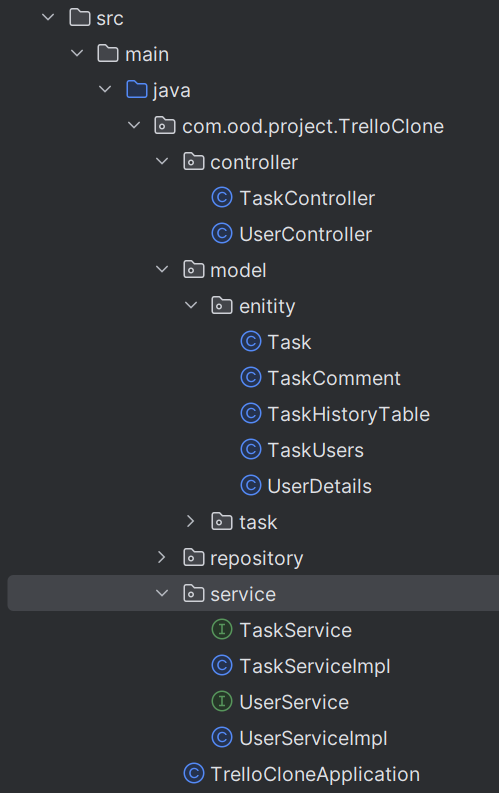 src
main
java
com.ood.project.TrelloClone
controller
C TaskController
C UserController
model
enitity
C Task
C TaskComment
C TaskHistoryTable
C TaskUsers
C UserDetails
task
repository
service
I TaskService
C TaskServiceImpl
I UserService
C UserServiceImpl
C TrelloCloneApplication